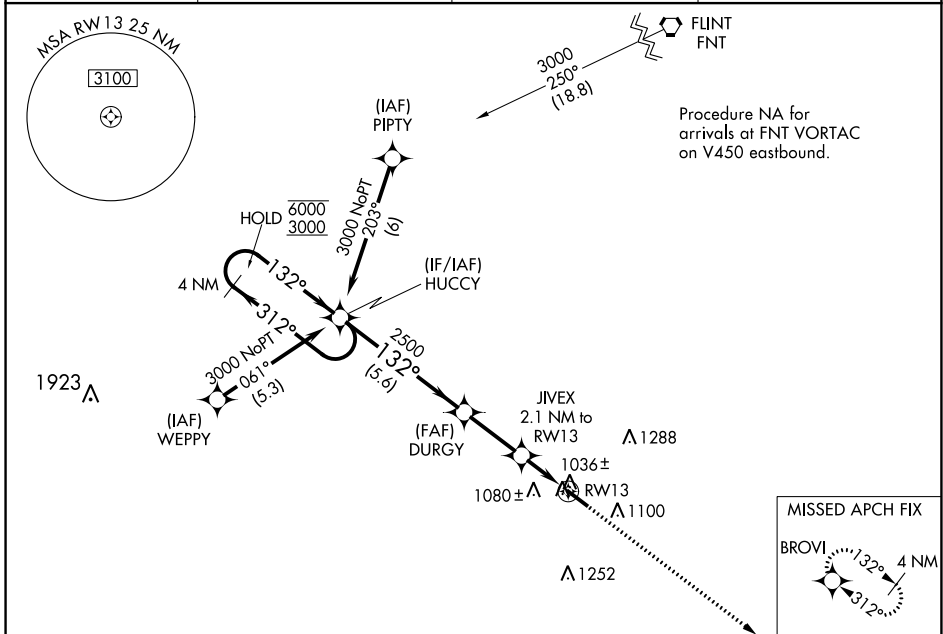 MSA RW13 25 NM
3100
FLINT
FNT
3000
250°
(18.8)
Procedure NA for
arrivals at FNT VORTAC
on V450 eastbound.
(IAF)
PIPTY
3000 NoPT
203°
(6)
HOLD
6000
3000
4 NM
132°
312°
(IF/IAF)
HUCCY
3000 NoPT
061°
(5.3)
2500
132°
(5.6)
1923
(IAF)
WEPPY
(FAF)
DURGY
JIVEX
2.1 NM to
RW13
1288
1036±
1080±
RW13
1100
1252
MISSED APCH FIX
BROVI
132°
4 NM
312°